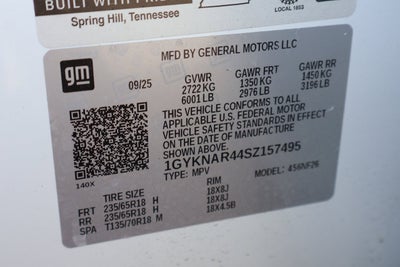 BUILT WITH PRIDE
Spring Hill, Tennessee
LOCAL 1853
MFD BY GENERAL MOTORS LLC
gm
09/25
GVWR
2722 KG
6001 LB
GAWR FRT
1350 KG
2976 LB
GAWR RR
1450 KG
3196 LB
THIS VEHICLE CONFORMS TO ALL
APPLICABLE U.S. FEDERAL MOTOR
VEHICLE SAFETY STANDARDS IN EFFECT
ON THE DATE OF MANUFACTURE
SHOWN ABOVE.
1GYKNAR44SZ157495
TYPE: MPV
MODEL: 456NF26
140X
TIRE SIZE
RIM
FRT 235/65R18 H 18X8J
RR 235/65R18 H 18X8J
SPA T135/70R18 M 18X4.5B